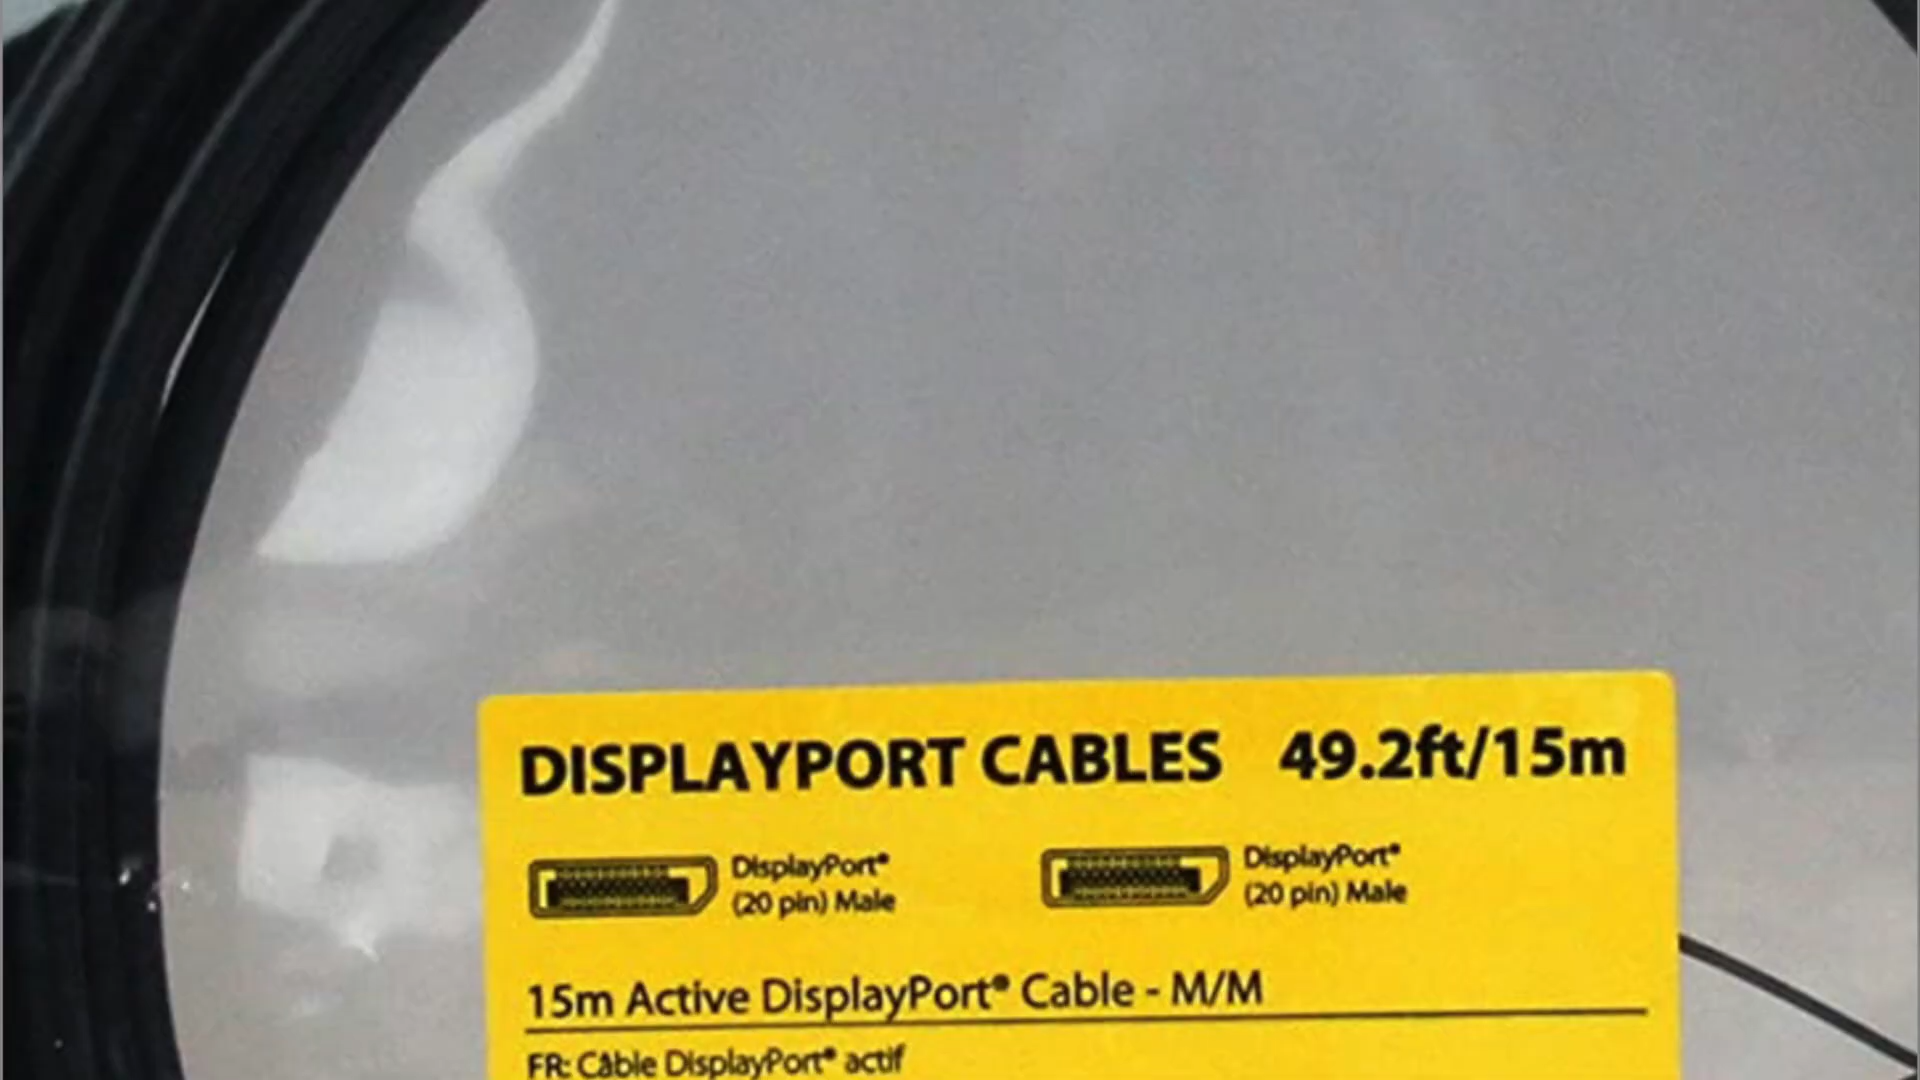 DISPLAYPORT CABLES 49.2ft/15m
DisplayPort® DisplayPort®
(20 pin) Male (20 pin) Male
15m Active DisplayPort® Cable - M/M
FR: Câble DisplayPort® actif